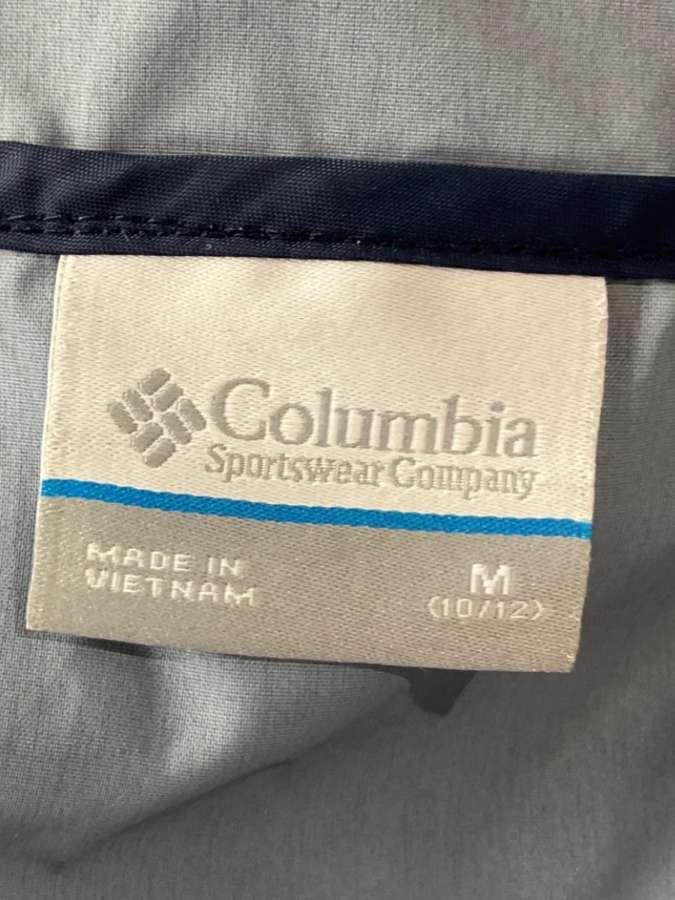 Columbia
Sportswear Company
MADE IN
VIETNAM
M
(10/12)